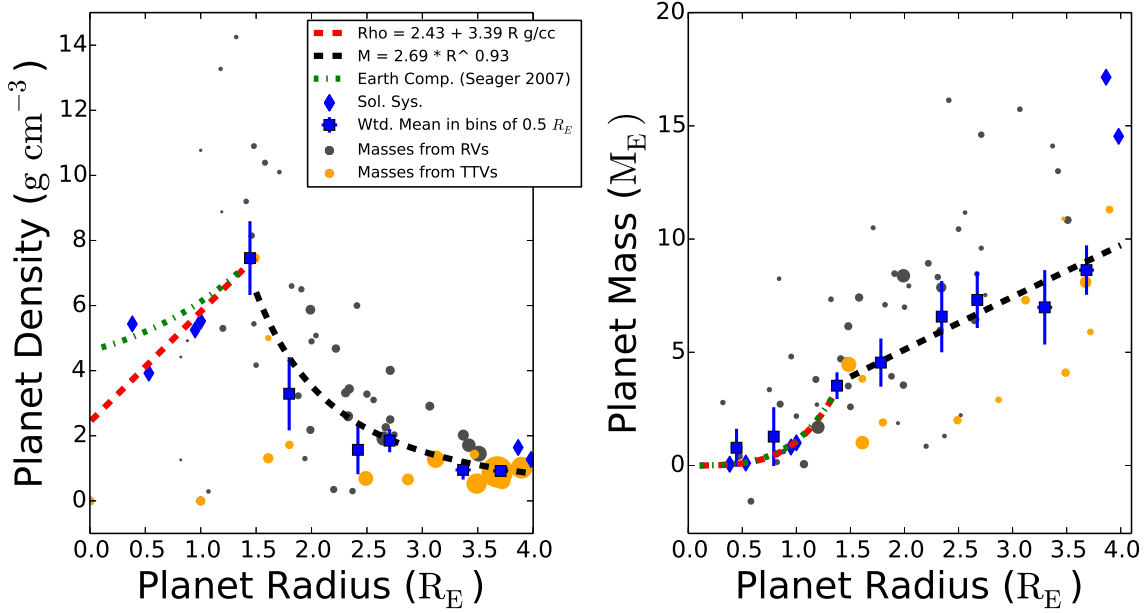 14
12
10
8
6
4
2
0
Planet Density (g cm⁻³)
Rho = 2.43 + 3.39 R g/cc
M = 2.69 * R^ 0.93
Earth Comp. (Seager 2007)
Sol. Sys.
Wtd. Mean in bins of 0.5 R_E
Masses from RVs
Masses from TTVs
0.0 0.5 1.0 1.5 2.0 2.5 3.0 3.5 4.0
Planet Radius (R_E)
20
15
10
5
0
Planet Mass (M_E)
0.0 0.5 1.0 1.5 2.0 2.5 3.0 3.5 4.0
Planet Radius (R_E)